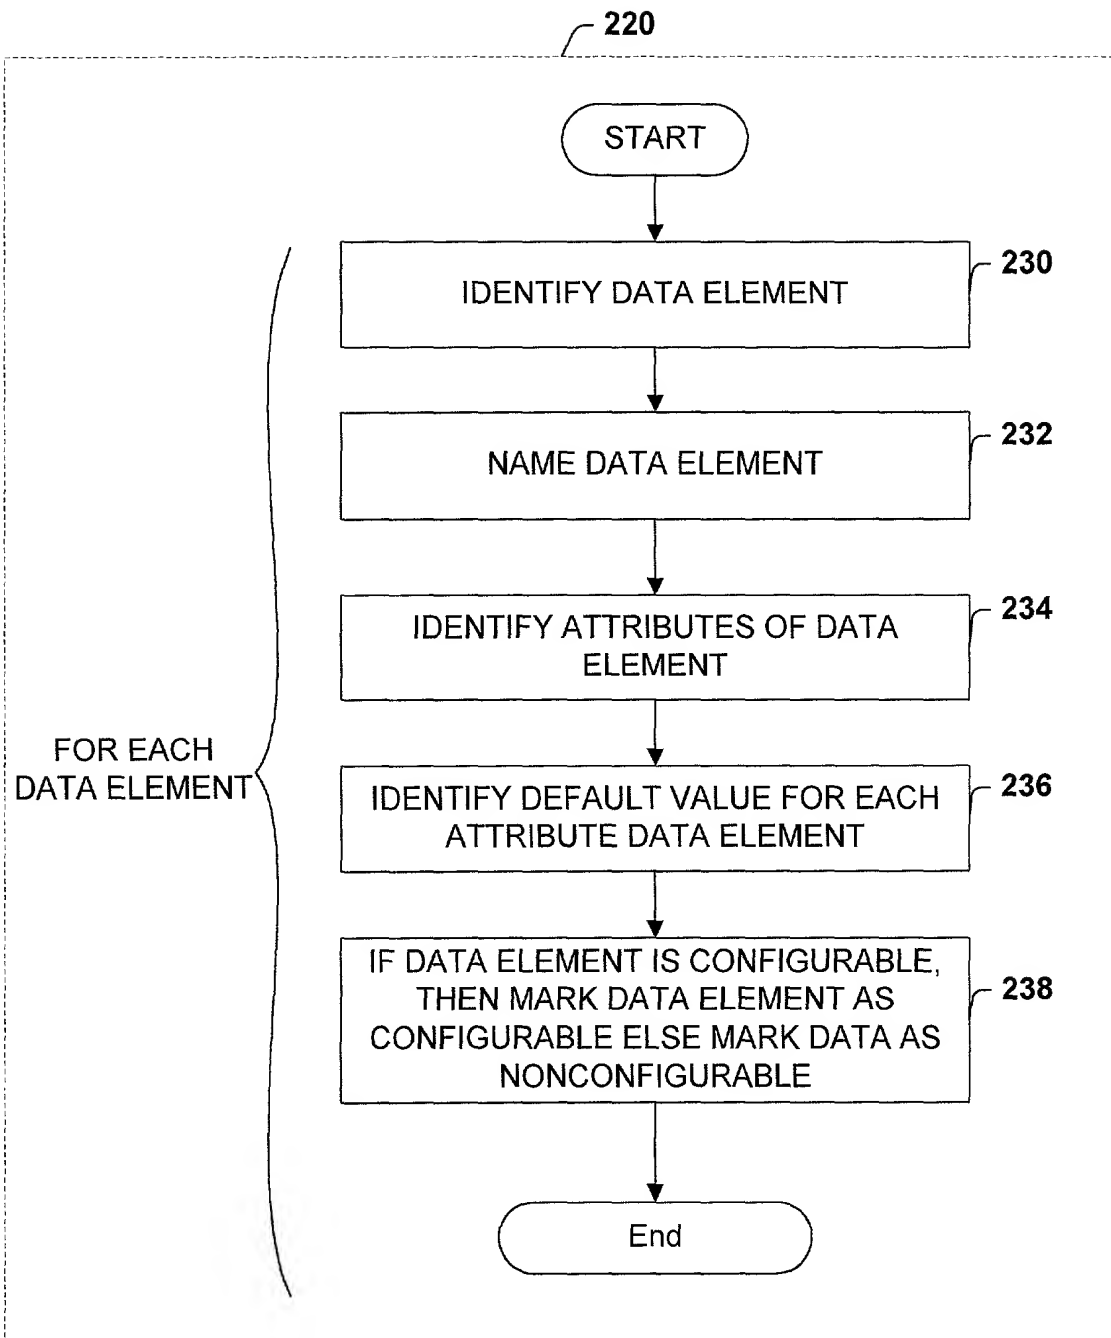 220
START
IDENTIFY DATA ELEMENT
230
NAME DATA ELEMENT
232
IDENTIFY ATTRIBUTES OF DATA
ELEMENT
234
FOR EACH
DATA ELEMENT
IDENTIFY DEFAULT VALUE FOR EACH
ATTRIBUTE DATA ELEMENT
236
IF DATA ELEMENT IS CONFIGURABLE,
THEN MARK DATA ELEMENT AS
CONFIGURABLE ELSE MARK DATA AS
NONCONFIGURABLE
238
End